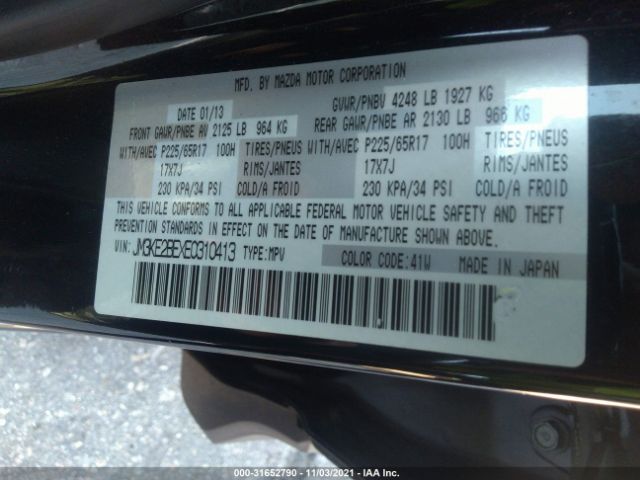 MFD. BY MAZDA MOTOR CORPORATION
DATE 01/13 GVWR/PNBV 4248 LB 1927 KG
FRONT GAWR/PNBE AV 2125 LB 964 KG REAR GAWR/PNBE AR 2130 LB 966 KG
WITH/AVEC P225/65R17 100H TIRES/PNEUS WITH/AVEC P225/65R17 100H TIRES/PNEUS
17X7J RIMS/JANTES 17X7J RIMS/JANTES
230 KPA/34 PSI COLD/A FROID 230 KPA/34 PSI COLD/A FROID
THIS VEHICLE CONFORMS TO ALL APPLICABLE FEDERAL MOTOR VEHICLE SAFETY AND THEFT
PREVENTION STANDARDS IN EFFECT ON THE DATE OF MANUFACTURE SHOWN ABOVE.
VIN: JM3KE2BEXE0310413 TYPE:MPV COLOR CODE:41W MADE IN JAPAN
000-31652790 - 11/03/2021 - IAA Inc.